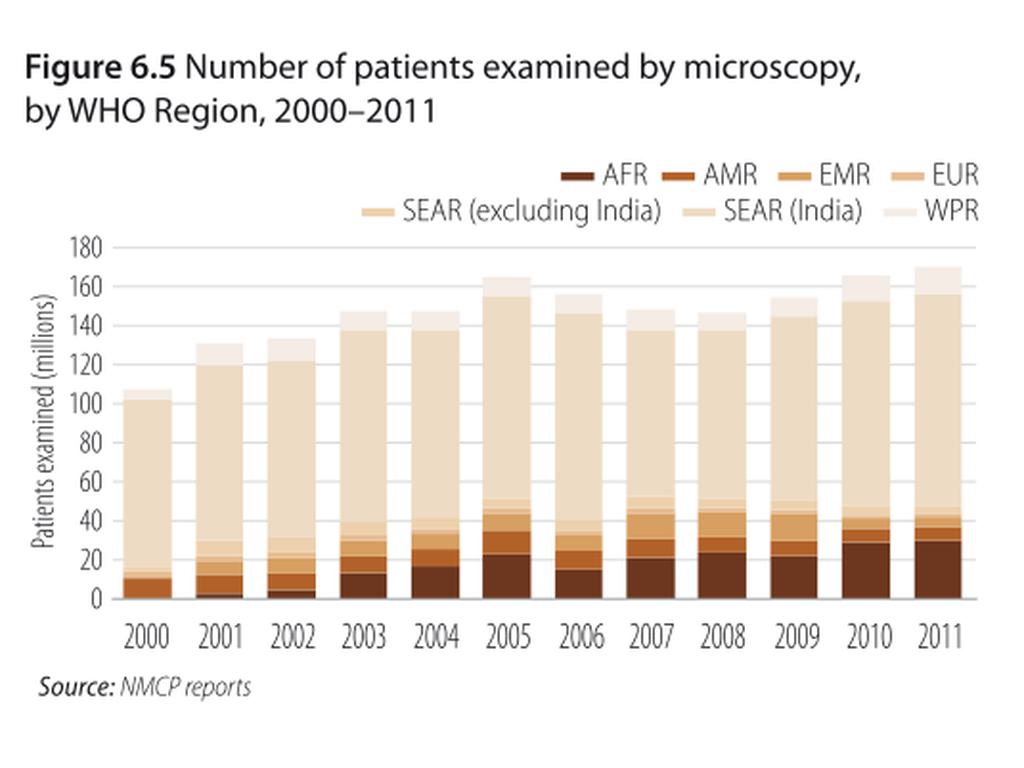 Figure 6.5 Number of patients examined by microscopy,
by WHO Region, 2000–2011
AFR AMR EMR EUR
SEAR (excluding India) SEAR (India) WPR
Patients examined (millions)
180
160
140
120
100
80
60
40
20
0
2000 2001 2002 2003 2004 2005 2006 2007 2008 2009 2010 2011
Source: NMCP reports